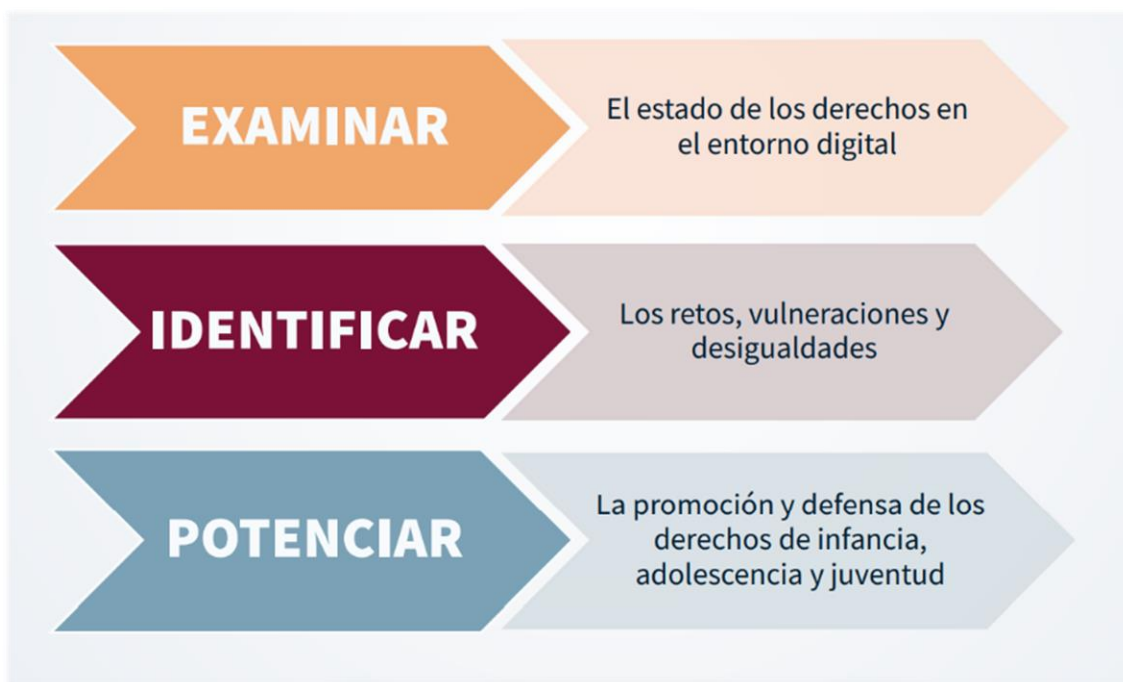 EXAMINAR
El estado de los derechos en
el entorno digital
IDENTIFICAR
Los retos, vulneraciones y
desigualdades
POTENCIAR
La promoción y defensa de los
derechos de infancia,
adolescencia y juventud